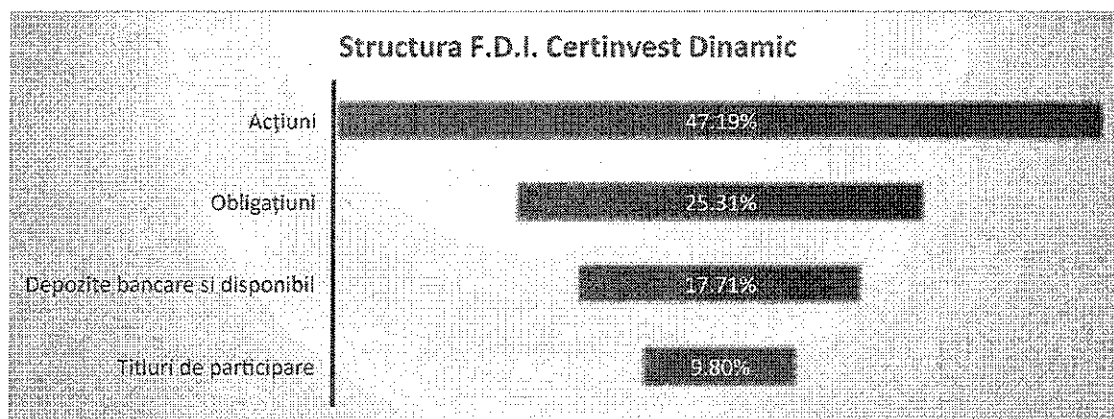 Structura F.D.I. Certinvest Dinamic
Acțiuni 47.19%
Obligațiuni 25.31%
Depozite bancare si disponibil 17.71%
Titluri de participare 9.80%